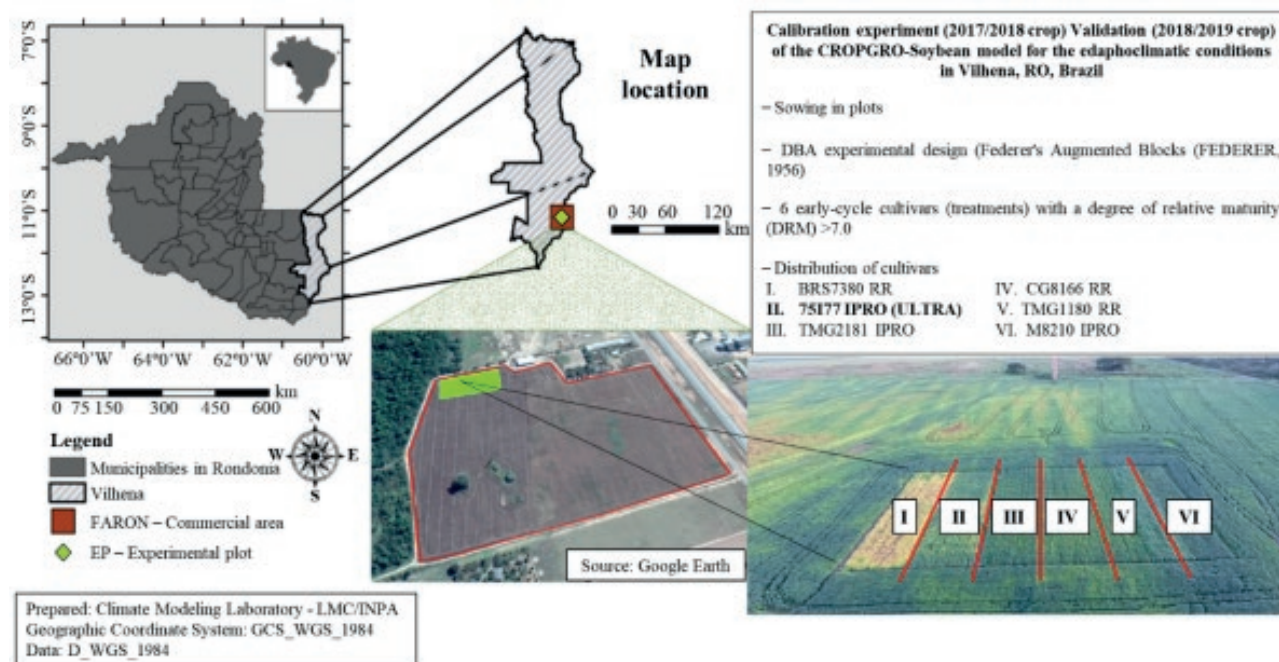 7°0'S
9°0'S
11°0'S
13°0'S
66°0'W 64°0'W 62°0'W 60°0'W
km
0 75 150 300 450 600
Legend
Municipalities in Rondonia
Vilhena
FARON – Commercial area
EP – Experimental plot
N
W E
S
Map
location
0 30 60 120
km
Source: Google Earth
Calibration experiment (2017/2018 crop) Validation (2018/2019 crop)
of the CROPGRO-Soybean model for the edaphoclimatic conditions
in Vilhena, RO, Brazil
– Sowing in plots
– DBA experimental design (Federer's Augmented Blocks (FEDERER,
1956)
– 6 early-cycle cultivars (treatments) with a degree of relative maturity
(DRM) >7.0
– Distribution of cultivars
I. BRS7380 RR IV. CG8166 RR
II. 75I77 IPRO (ULTRA) V. TMG1180 RR
III. TMG2181 IPRO VI. M8210 IPRO
I II III IV V VI
Prepared: Climate Modeling Laboratory - LMC/INPA
Geographic Coordinate System: GCS_WGS_1984
Data: D_WGS_1984